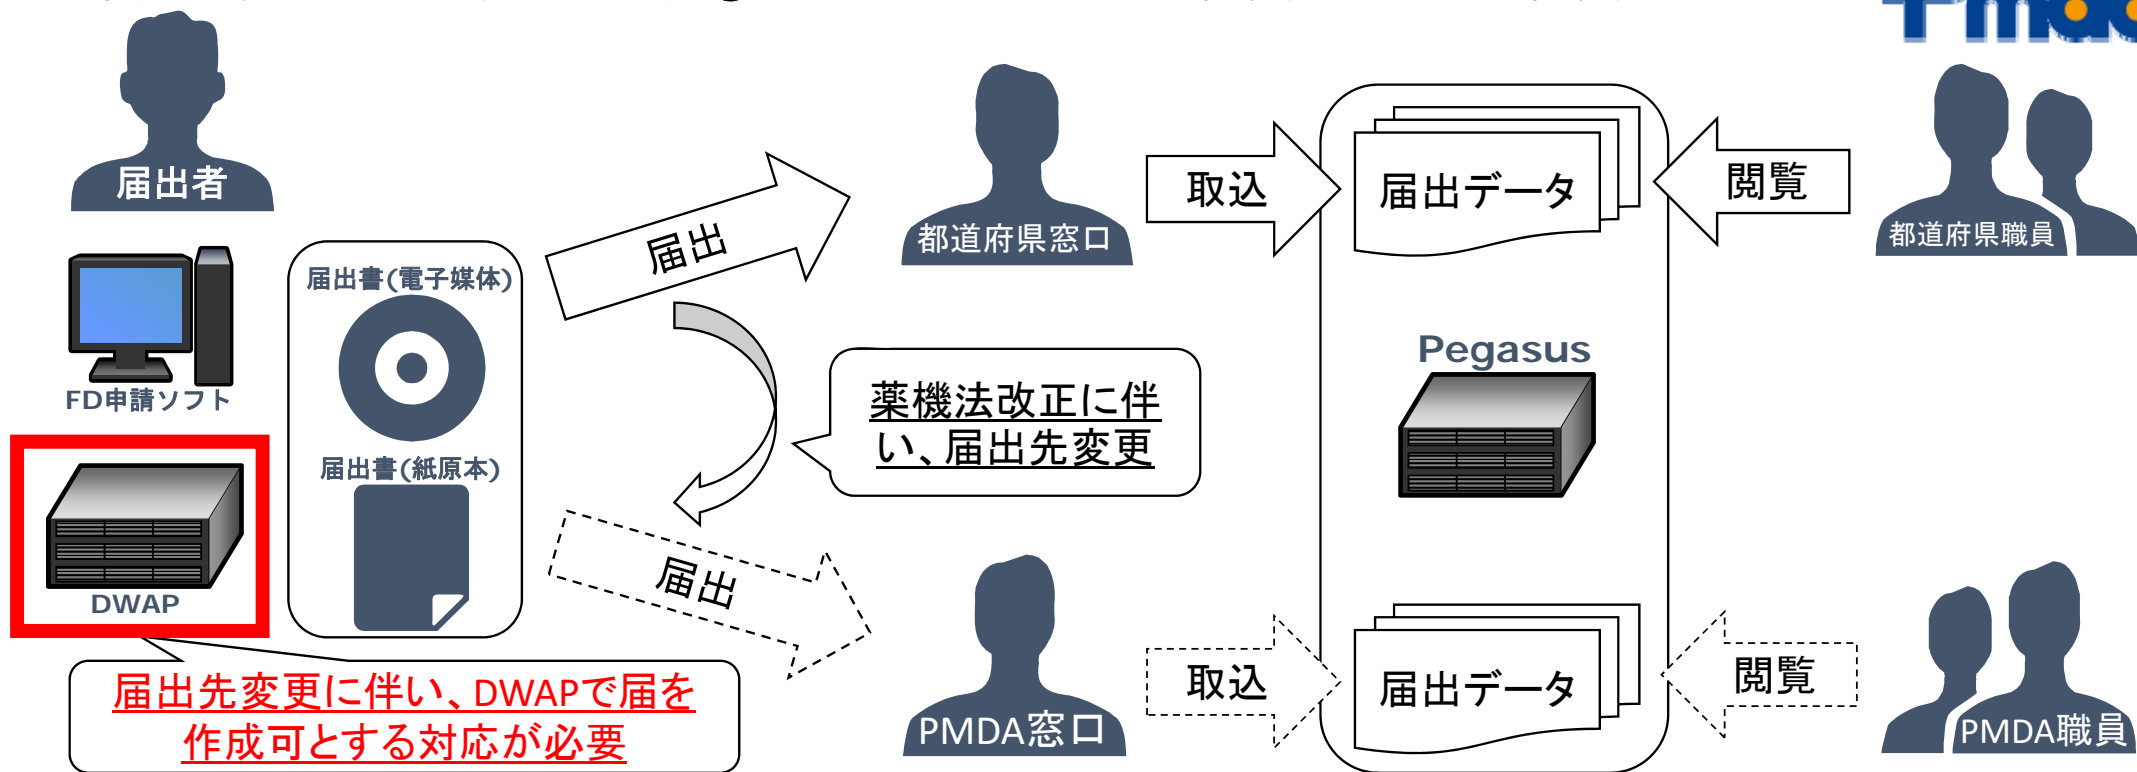 届出者
FD申請ソフト
DWAP
届出書(電子媒体)
届出書(紙原本)
届出
薬機法改正に伴
い、届出先変更
届出
届出先変更に伴い、DWAPで届を
作成可とする対応が必要
都道府県窓口
PMDA窓口
取込
届出データ
閲覧
都道府県職員
Pegasus
取込
届出データ
閲覧
PMDA職員